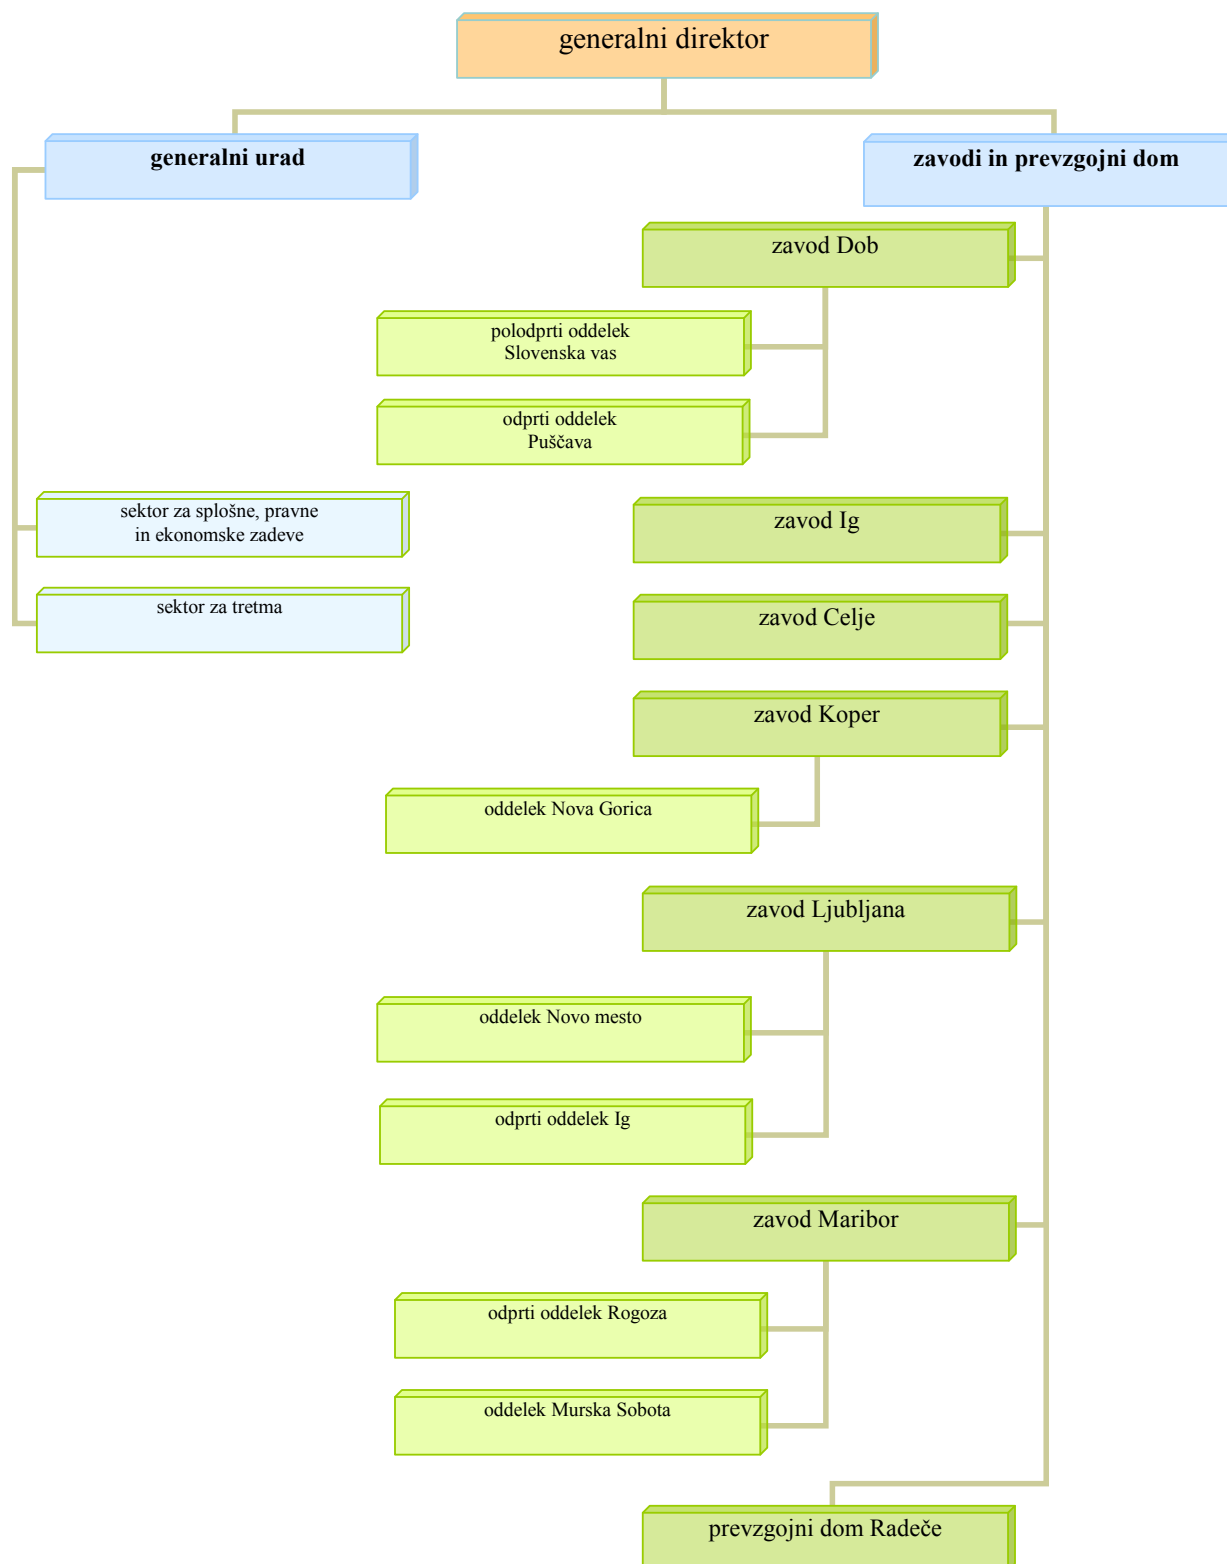 generalni direktor
generalni urad
zavodi in prevzgojni dom
zavod Dob
polodprti oddelek
Slovenska vas
odprti oddelek
Puščava
sektor za splošne, pravne
in ekonomske zadeve
zavod Ig
sektor za tretma
zavod Celje
zavod Koper
oddelek Nova Gorica
zavod Ljubljana
oddelek Novo mesto
odprti oddelek Ig
zavod Maribor
odprti oddelek Rogoza
oddelek Murska Sobota
prevzgojni dom Radeče